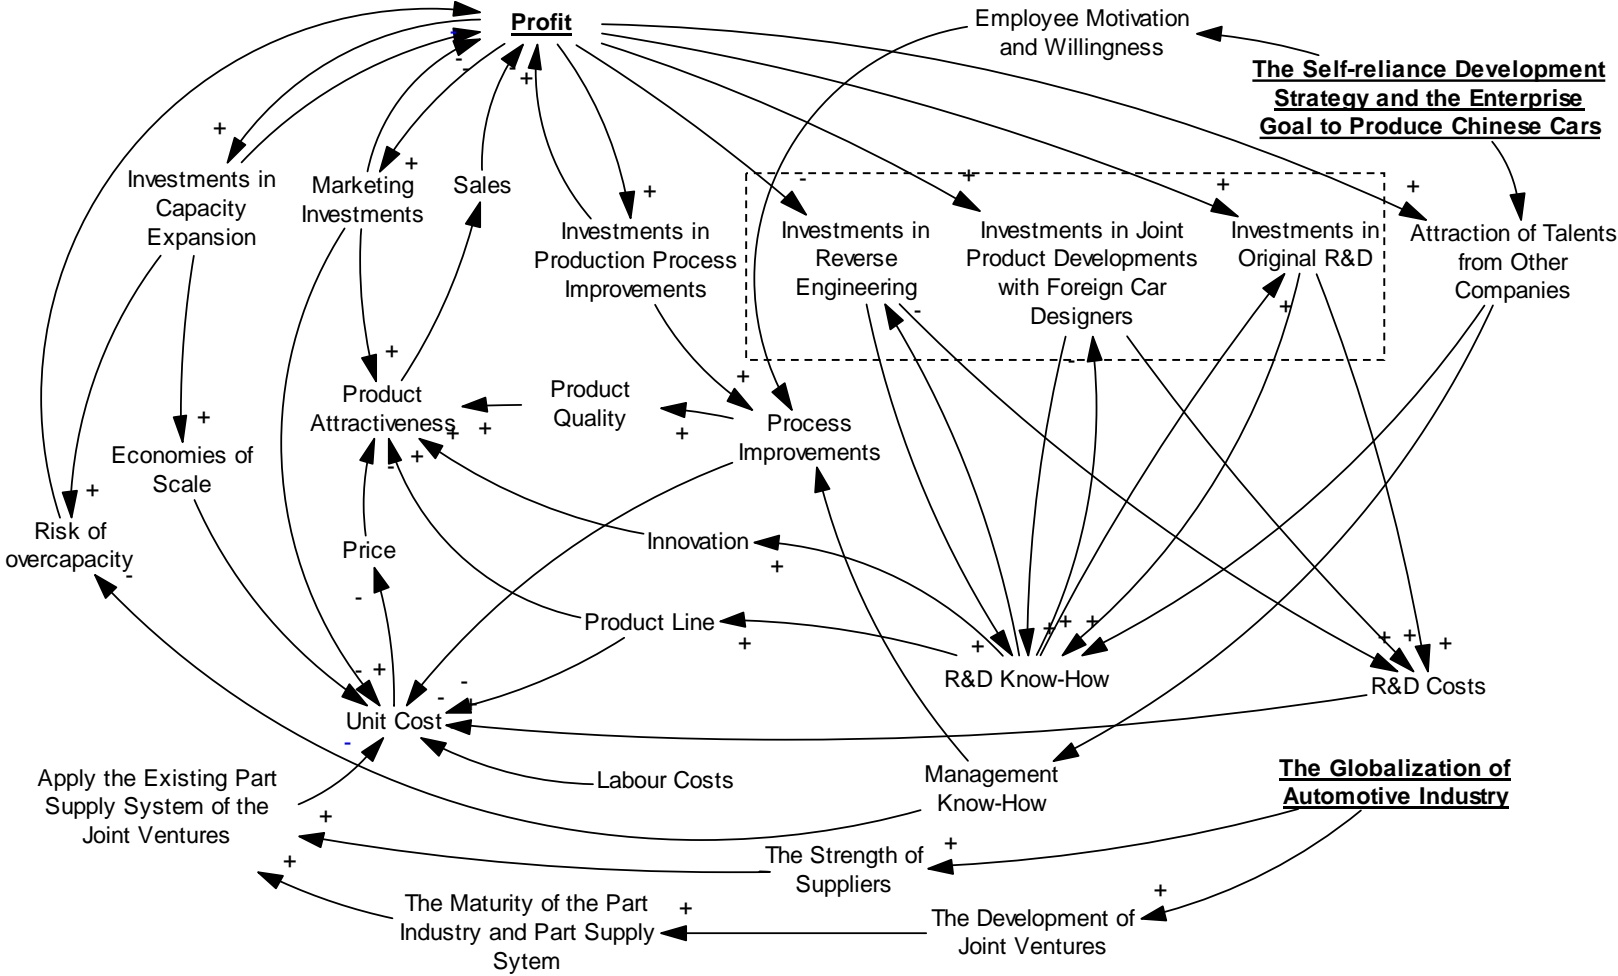 Profit
Employee Motivation
and Willingness
The Self-reliance Development
Strategy and the Enterprise
Goal to Produce Chinese Cars
Investments in
Capacity
Expansion
Marketing
Investments
Sales
Investments in
Production Process
Improvements
Investments in
Reverse
Engineering
Investments in Joint
Product Developments
with Foreign Car
Designers
Investments in
Original R&D
Attraction of Talents
from Other
Companies
Product
Attractiveness
Product
Quality
Process
Improvements
Economies of
Scale
Risk of
overcapacity
Price
Innovation
Product Line
R&D Know-How
R&D Costs
Unit Cost
Labour Costs
Management
Know-How
The Globalization of
Automotive Industry
Apply the Existing Part
Supply System of the
Joint Ventures
The Strength of
Suppliers
The Maturity of the Part
Industry and Part Supply
Sytem
The Development of
Joint Ventures